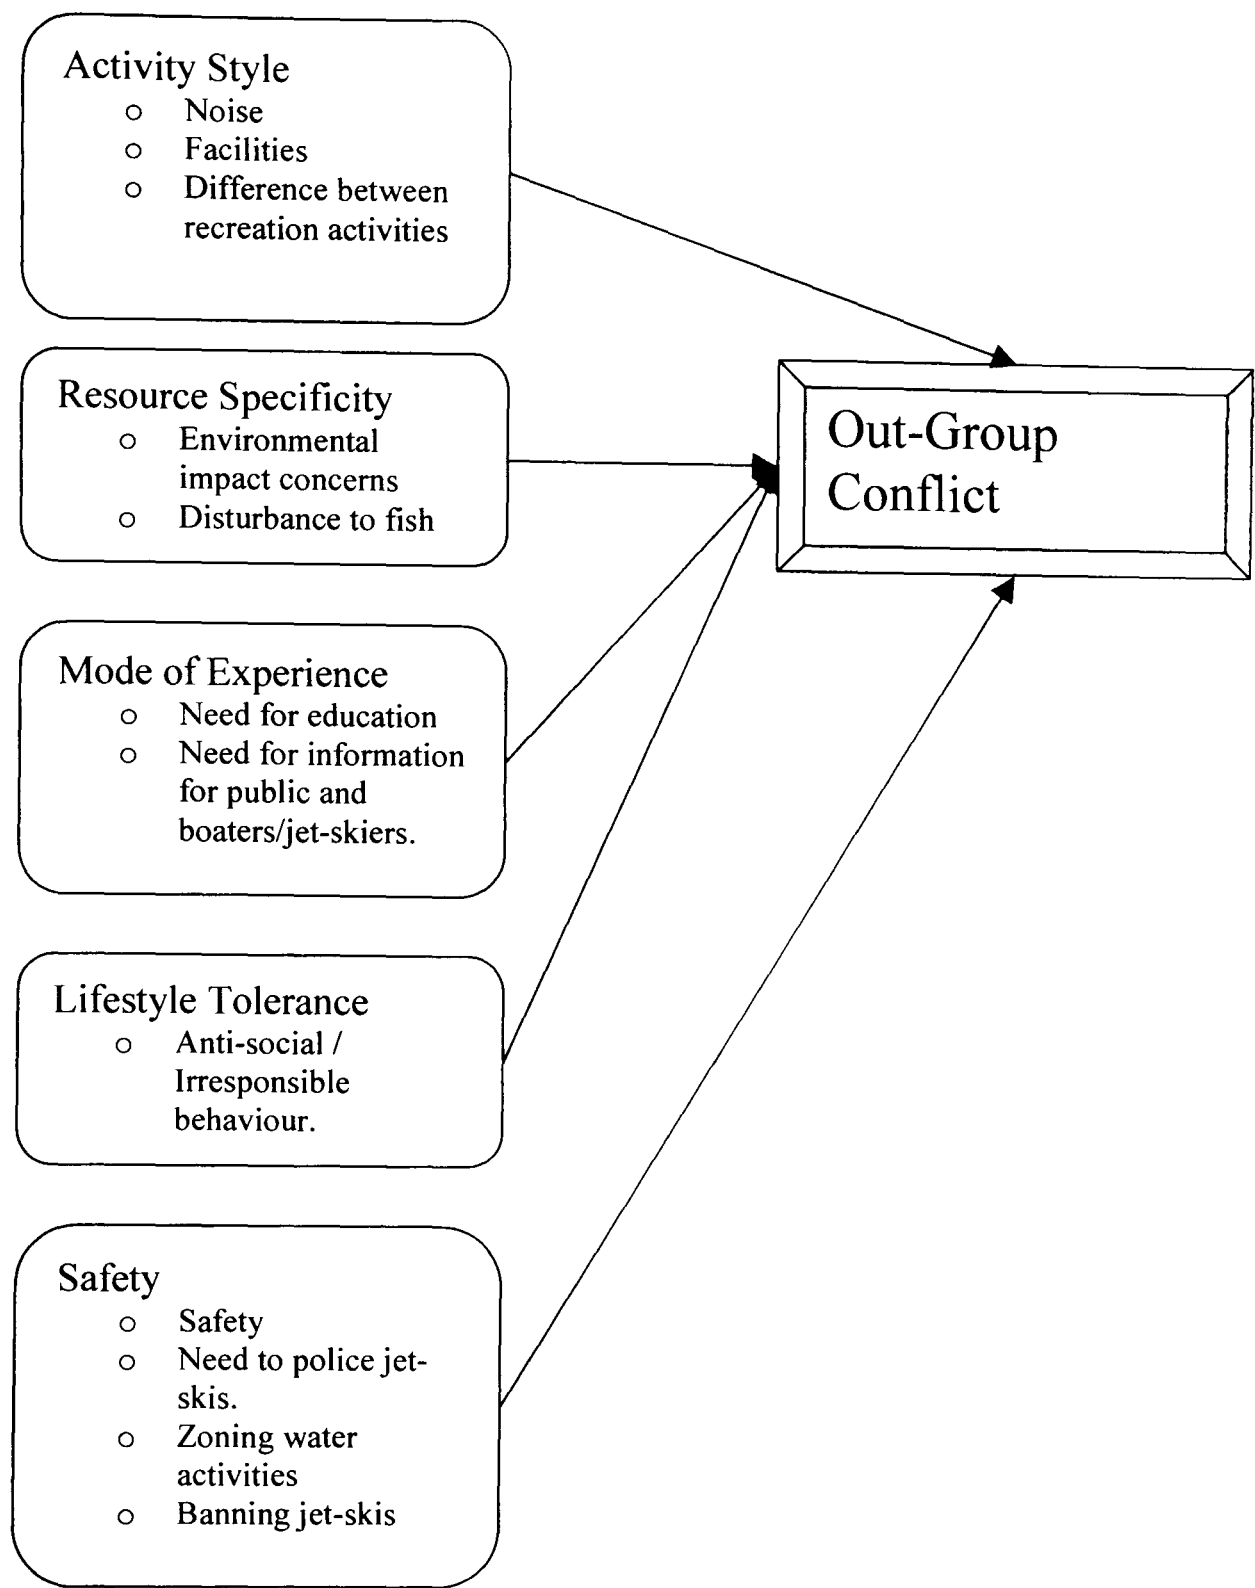 Activity Style
o Noise
o Facilities
o Difference between
recreation activities
Resource Specificity
o Environmental
impact concerns
o Disturbance to fish
Out-Group
Conflict
Mode of Experience
o Need for education
o Need for information
for public and
boaters/jet-skiers.
Lifestyle Tolerance
o Anti-social /
Irresponsible
behaviour.
Safety
o Safety
o Need to police jet-
skis.
o Zoning water
activities
o Banning jet-skis